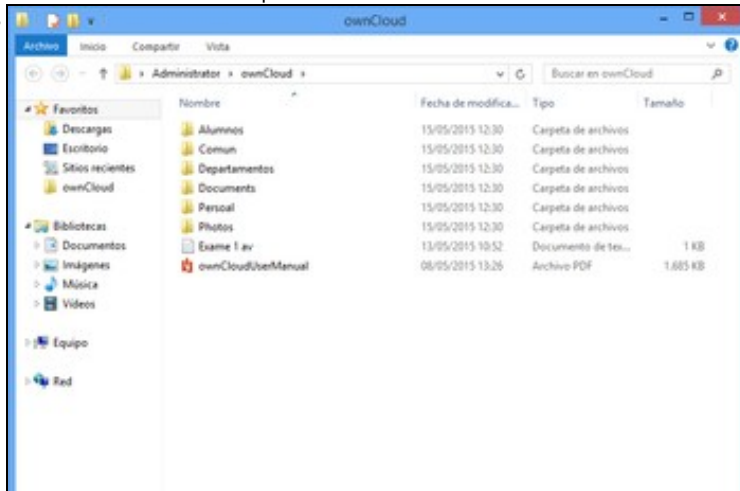 ownCloud
Archivo Inicio Compartir Vista
Administrator ownCloud Buscar en ownCloud
Nombre Fecha de modifica... Tipo Tamaño
Favoritos
Descargas
Escritorio
Sitios recientes
ownCloud
Bibliotecas
Documentos
Imágenes
Música
Vídeos
Equipo
Red
Alumnos 15/05/2015 12:30 Carpeta de archivos
Comun 15/05/2015 12:30 Carpeta de archivos
Departamentos 15/05/2015 12:30 Carpeta de archivos
Documents 15/05/2015 12:30 Carpeta de archivos
Persoal 15/05/2015 12:30 Carpeta de archivos
Photos 15/05/2015 12:30 Carpeta de archivos
Exame 1 av 13/05/2015 10:52 Documento de tex... 1 KB
ownCloudUserManual 08/05/2015 13:26 Archivo PDF 1.685 KB